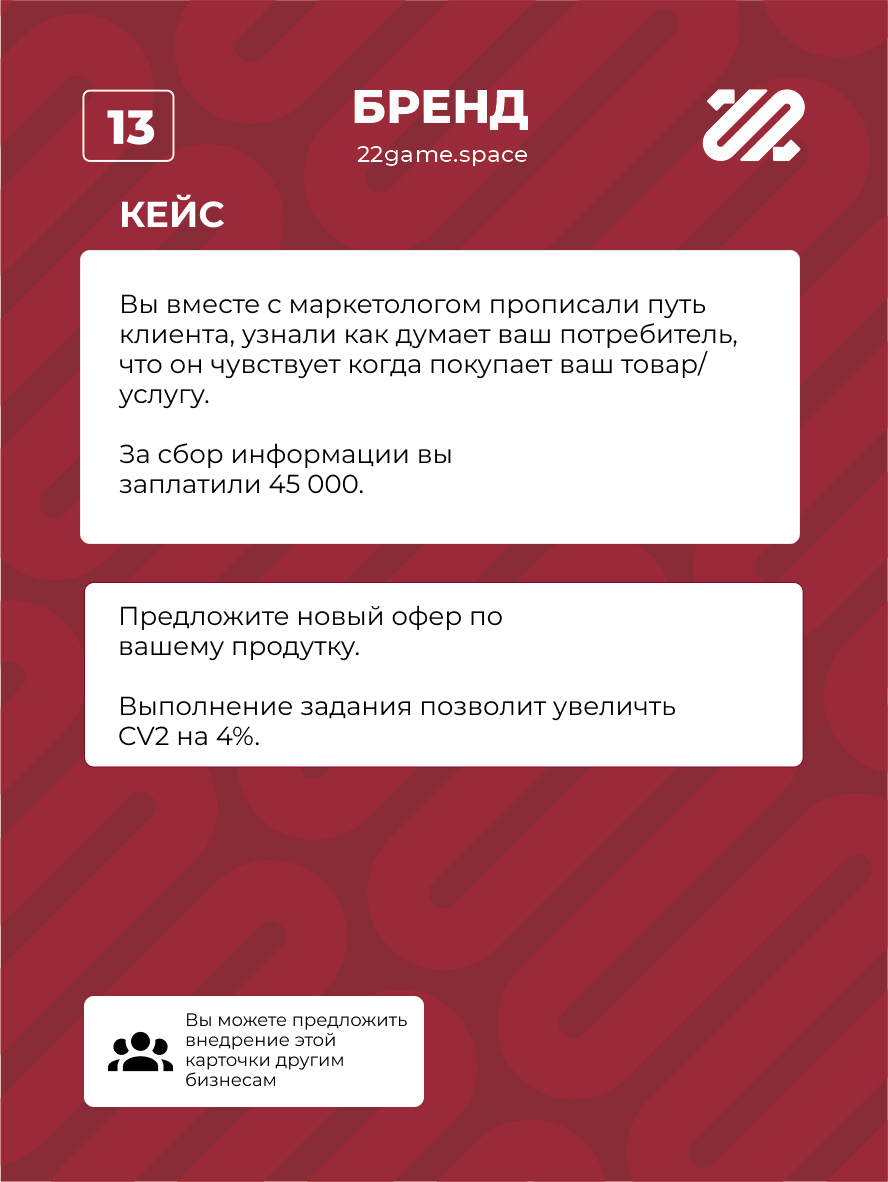 13
БРЕНД
22game.space
КЕЙС
Вы вместе с маркетологом прописали путь
клиента, узнали как думает ваш потребитель,
что он чувствует когда покупает ваш товар/
услугу.
За сбор информации вы
заплатили 45 000.
Предложите новый офер по
вашему продутку.
Выполнение задания позволит увеличть
CV2 на 4%.
Вы можете предложить
внедрение этой
карточки другим
бизнесам